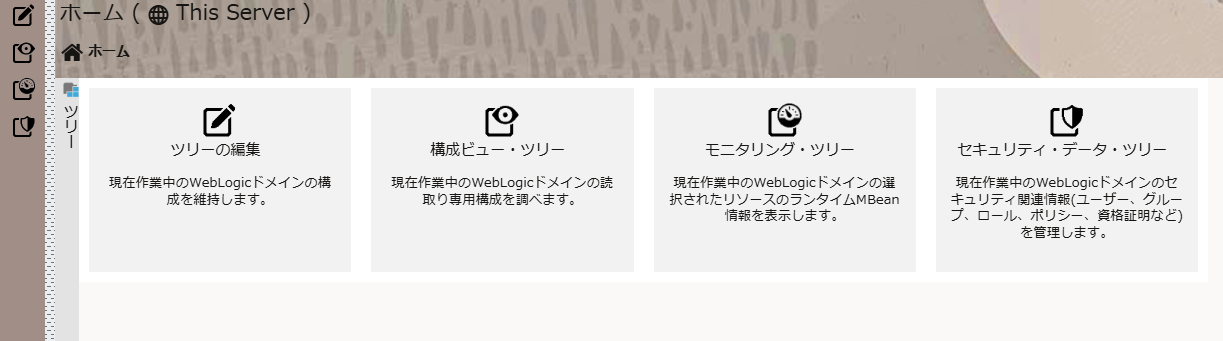 ホーム ( This Server )
ホーム
ツリー
ツリーの編集
現在作業中のWebLogicドメインの構
成を維持します。
構成ビュー・ツリー
現在作業中のWebLogicドメインの読
取り専用構成を調べます。
モニタリング・ツリー
現在作業中のWebLogicドメインの選
択されたリソースのランタイムMBean
情報を表示します。
セキュリティ・データ・ツリー
現在作業中のWebLogicドメインのセ
キュリティ関連情報(ユーザー、グルー
プ、ロール、ポリシー、資格証明など)
を管理します。